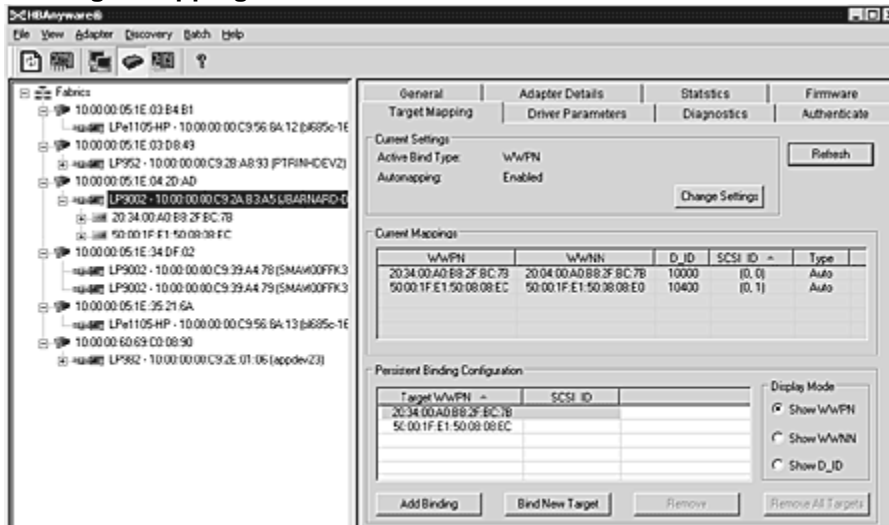 HBAnyware®
File View Adapter Discovery Batch Help
Fabrics
10:00:00:05:1E:03:B4:B1
LPe1105-HP - 10:00:00:00:C9:56:8A:12 (bl685c-1E
10:00:00:05:1E:03:D8:49
LP952 - 10:00:00:00:C9:2B:A8:93 (PTRINHDEV2)
10:00:00:05:1E:04:2D:AD
LP9002 - 10:00:00:00:C9:2A:B3:A5 (JBARNARD-D
20:34:00:A0:B8:2F:BC:7B
50:00:1F:E1:50:08:08:EC
10:00:00:05:1E:34:DF:02
LP9002 - 10:00:00:00:C9:39:A4:78 (SMAM00FFK3
LP9002 - 10:00:00:00:C9:39:A4:79 (SMAM00FFK3
10:00:00:05:1E:35:21:6A
LPe1105-HP - 10:00:00:00:C9:56:8A:13 (bl685c-1E
10:00:00:60:69:C0:08:90
LP982 - 10:00:00:00:C9:2E:01:06 (appdev23)
General Adapter Details Statstics Firmware
Target Mapping Driver Parameters Diagnostics Authenticate
Current Settings
Active Bind Type: WWPN
Refresh
Automapping: Enabled
Change Settings
Current Mappings
WWPN WWNN D_ID SCSI ID Type
20:34:00:A0:B8:2F:BC:7B 20:04:00:A0:B8:2F:BC:7B 10000 (0, 0) Auto
50:00:1F:E1:50:08:08:EC 50:00:1F:E1:50:08:08:E0 10400 (0, 1) Auto
Persistent Binding Configuration
Target WWPN SCSI ID
20:34:00:A0:B8:2F:BC:7B
50:00:1F:E1:50:08:08:EC
Display Mode
Show WWPN
Show WWNN
Show D_ID
Add Binding Bind New Target Remove Remove All Targets